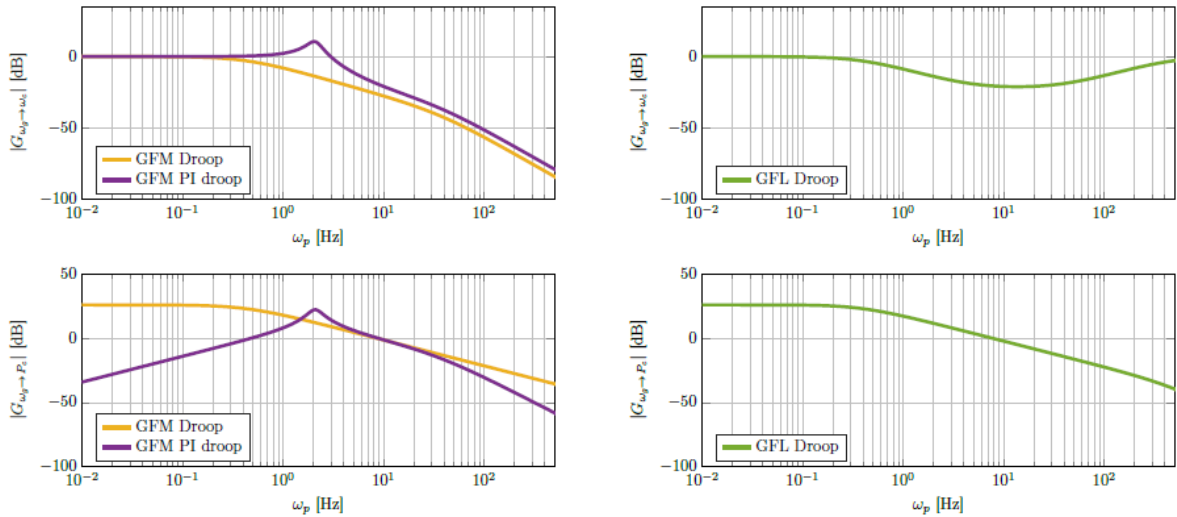 |G_{ω_g→ω_c}| [dB]
0
−50
−100
GFM Droop
GFM PI droop
10^{−2} 10^{−1} 10^0 10^1 10^2
ω_p [Hz]
|G_{ω_g→ω_c}| [dB]
0
−50
−100
GFL Droop
10^{−2} 10^{−1} 10^0 10^1 10^2
ω_p [Hz]
|G_{ω_g→P_c}| [dB]
50
0
−50
−100
GFM Droop
GFM PI droop
10^{−2} 10^{−1} 10^0 10^1 10^2
ω_p [Hz]
|G_{ω_g→P_c}| [dB]
50
0
−50
−100
GFL Droop
10^{−2} 10^{−1} 10^0 10^1 10^2
ω_p [Hz]